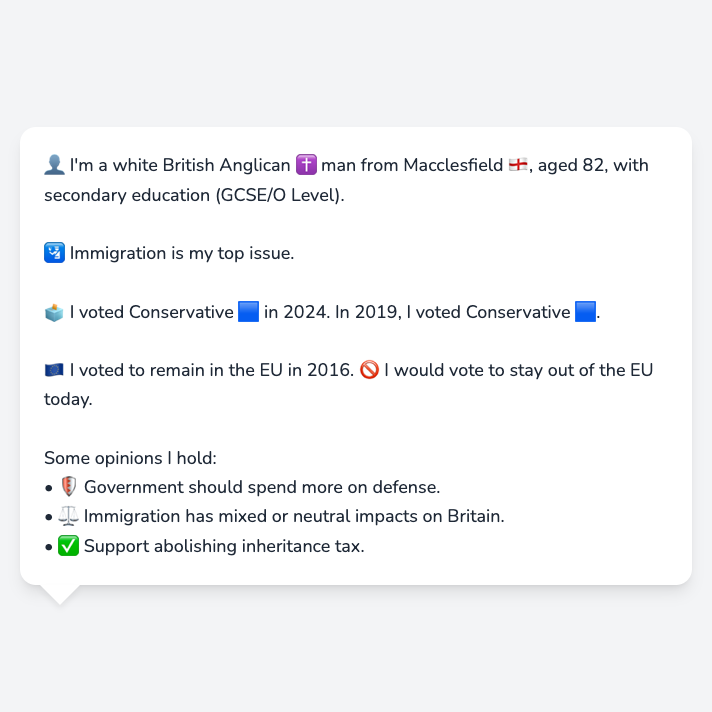 👤 I'm a white British Anglican ✝️ man from Macclesfield 🏴󠁧󠁢󠁥󠁮󠁧󠁿, aged 82, with
secondary education (GCSE/O Level).
🛂 Immigration is my top issue.
🗳️ I voted Conservative 🟦 in 2024. In 2019, I voted Conservative 🟦.
🇪🇺 I voted to remain in the EU in 2016. 🚫 I would vote to stay out of the EU
today.
Some opinions I hold:
• 🛡️ Government should spend more on defense.
• ⚖️ Immigration has mixed or neutral impacts on Britain.
• ✅ Support abolishing inheritance tax.